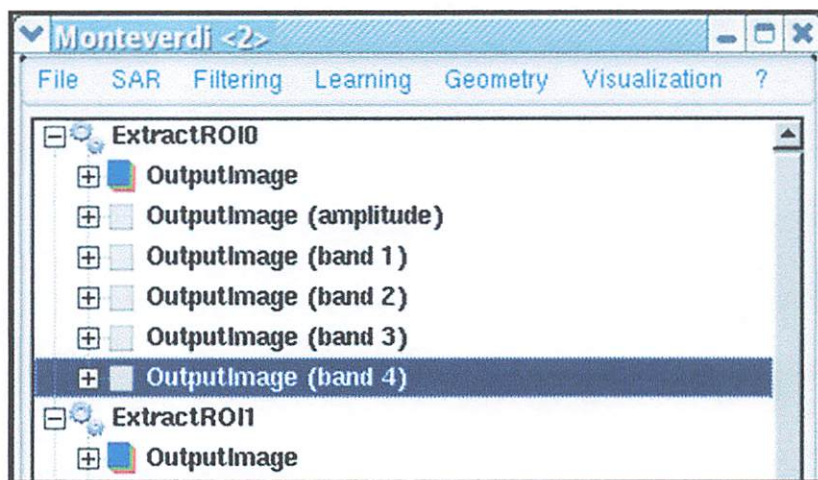 Monteverdi <2>
File SAR Filtering Learning Geometry Visualization ?
ExtractROI0
OutputImage
OutputImage (amplitude)
OutputImage (band 1)
OutputImage (band 2)
OutputImage (band 3)
OutputImage (band 4)
ExtractROI1
OutputImage